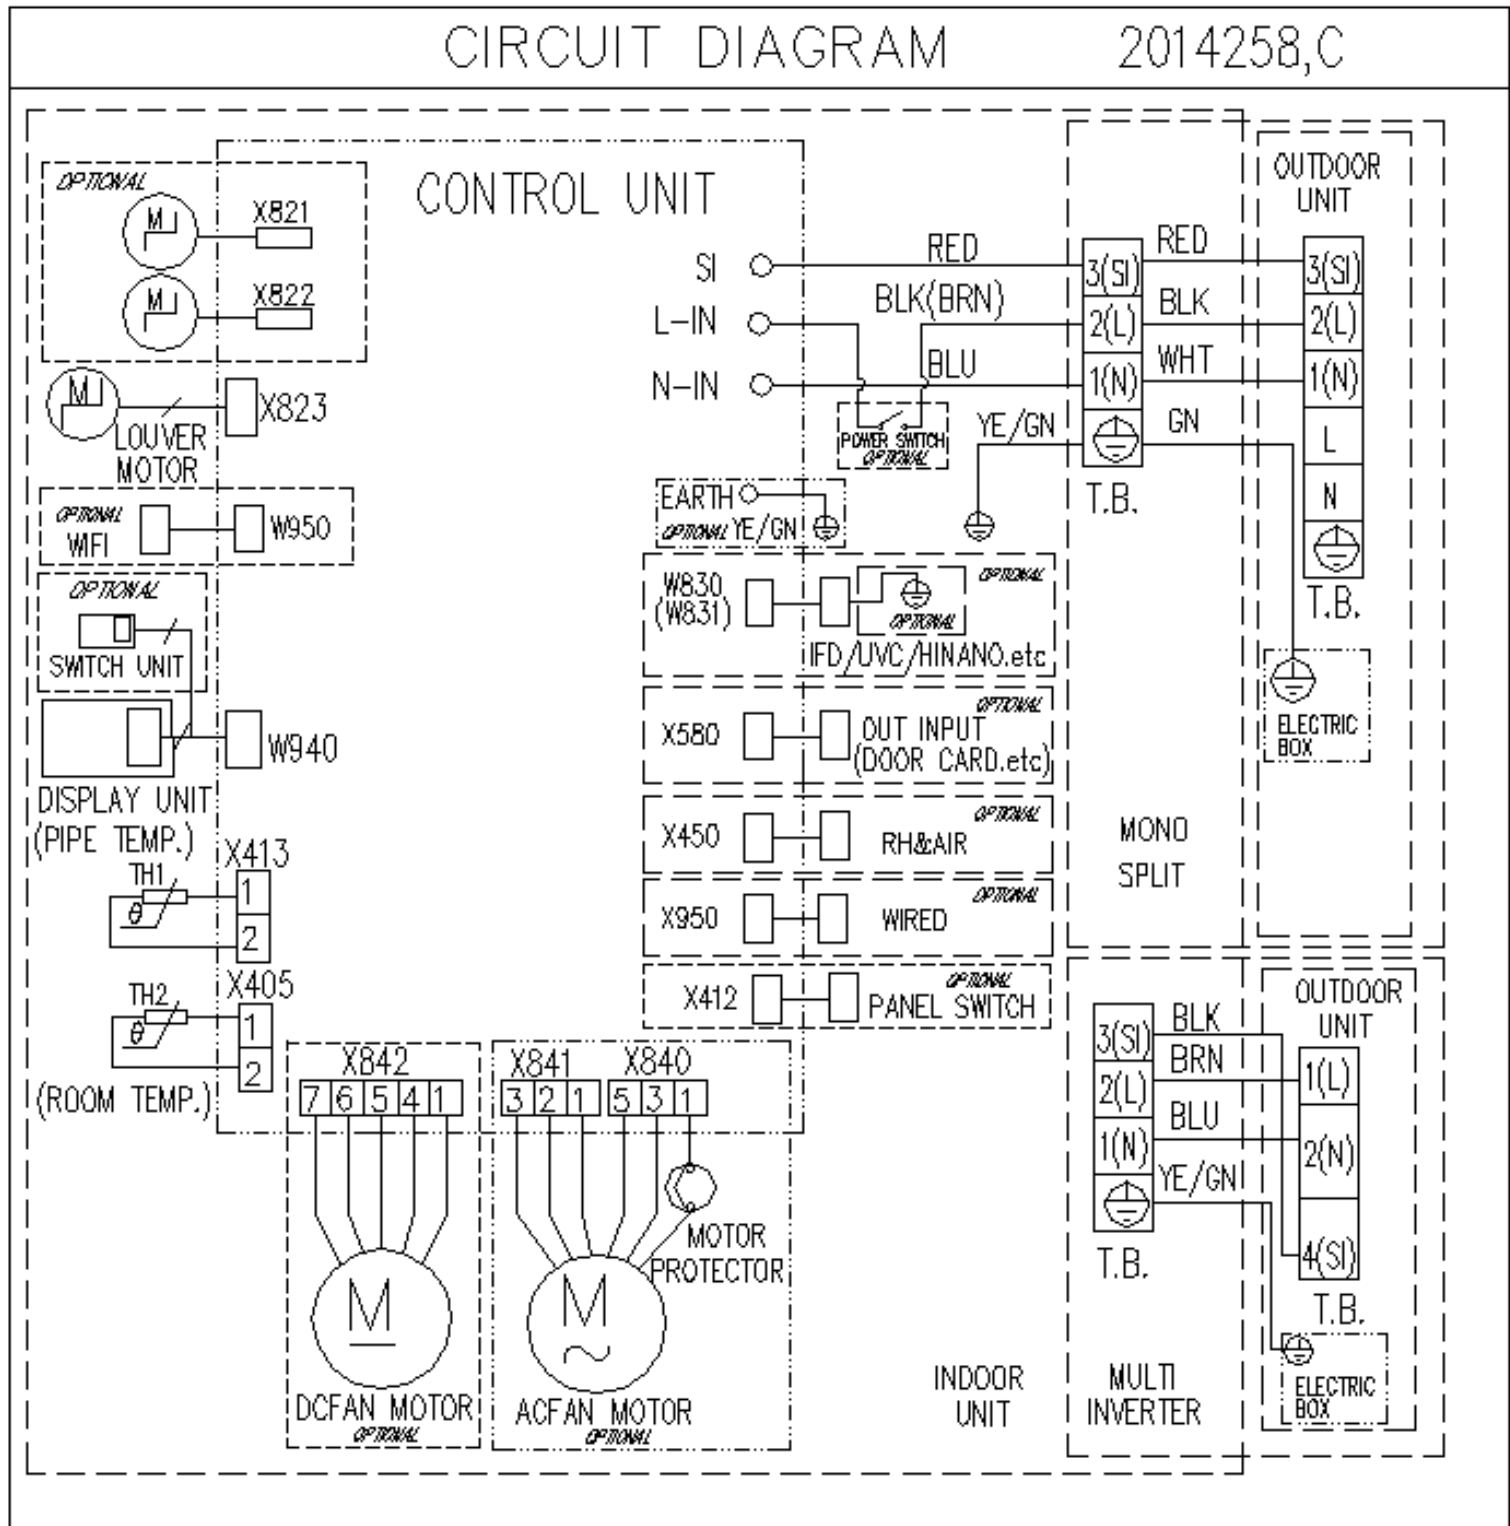 CIRCUIT DIAGRAM 2014258,C
OPTIONAL
M
X821
M
X822
CONTROL UNIT
SI
RED
L-IN
BLK(BRN)
N-IN
BLU
POWER SWITCH
OPTIONAL
M
X823
LOUVER
MOTOR
OPTIONAL
WIFI
W950
OPTIONAL
SWITCH UNIT
W940
DISPLAY UNIT
(PIPE TEMP.)
X413
TH1
θ
1
2
X405
TH2
θ
1
2
(ROOM TEMP.)
EARTH
OPTIONAL YE/GN
YE/GN
W830
(W831)
OPTIONAL
OPTIONAL
IFD/UVC/HINANO.etc
X580
OPTIONAL
OUT INPUT
(DOOR CARD.etc)
X450
OPTIONAL
RH&AIR
X950
OPTIONAL
WIRED
X412
OPTIONAL
PANEL SWITCH
X842
7 6 5 4 1
M
DCFAN MOTOR
OPTIONAL
X841 X840
3 2 1 5 3 1
MOTOR
PROTECTOR
M
ACFAN MOTOR
OPTIONAL
INDOOR
UNIT
3(SI)
2(L)
1(N)
T.B.
RED
BLK
WHT
GN
OUTDOOR
UNIT
3(SI)
2(L)
1(N)
L
N
T.B.
ELECTRIC
BOX
MONO
SPLIT
3(SI)
2(L)
1(N)
T.B.
BLK
BRN
BLU
YE/GN
OUTDOOR
UNIT
1(L)
2(N)
4(SI)
T.B.
ELECTRIC
BOX
MULTI
INVERTER